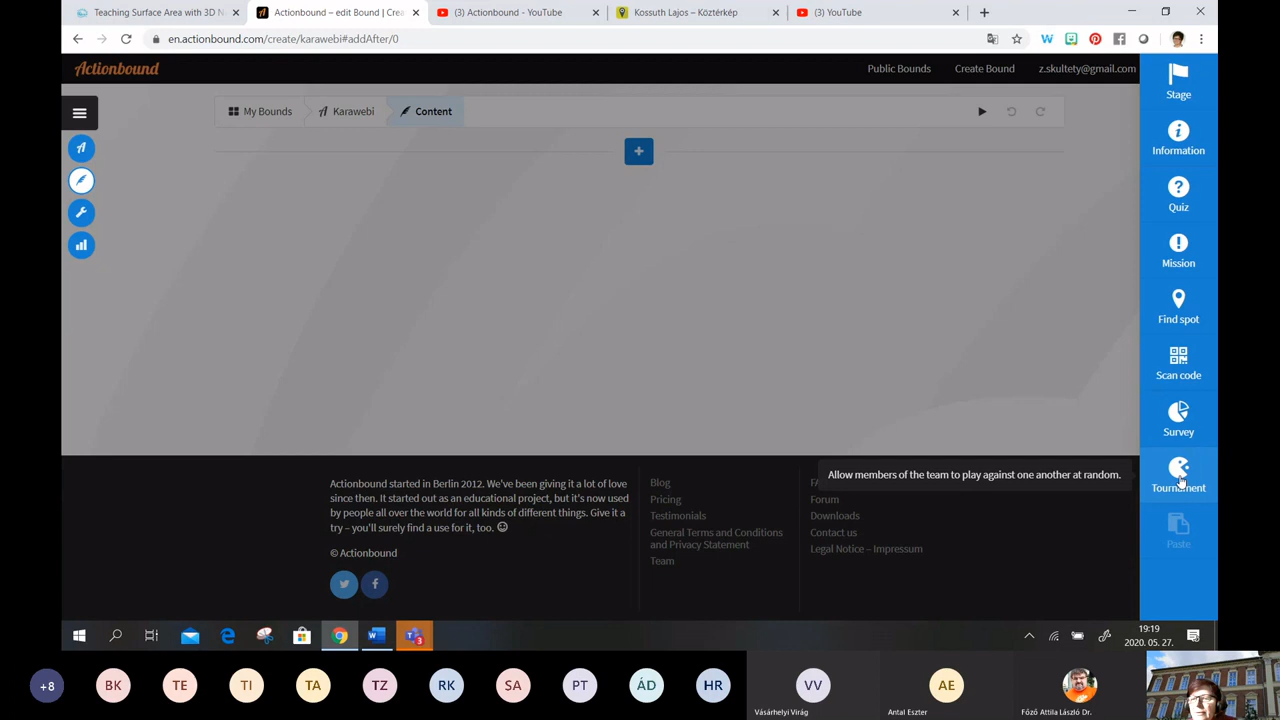 Teaching Surface Area with 3D N
Actionbound – edit Bound | Crea
(3) Actionbound - YouTube
Kossuth Lajos – Köztérkép
(3) YouTube
en.actionbound.com/create/karawebi#addAfter/0
Actionbound
Public Bounds
Create Bound
z.skultety@gmail.com
My Bounds
Karawebi
Content
Stage
Information
Quiz
Mission
Find spot
Scan code
Survey
Tournament
Paste
Allow members of the team to play against one another at random.
Actionbound started in Berlin 2012. We've been giving it a lot of love
since then. It started out as an educational project, but it's now used
by people all over the world for all kinds of different things. Give it a
try – you'll surely find a use for it, too.
© Actionbound
Blog
Pricing
Testimonials
General Terms and Conditions
and Privacy Statement
Team
Forum
Downloads
Contact us
Legal Notice – Impressum
3
19:19
2020. 05. 27.
+8
BK
TE
TI
TA
TZ
RK
SA
PT
ÁD
HR
VV
Vásárhelyi Virág
AE
Antal Eszter
Főző Attila László Dr.